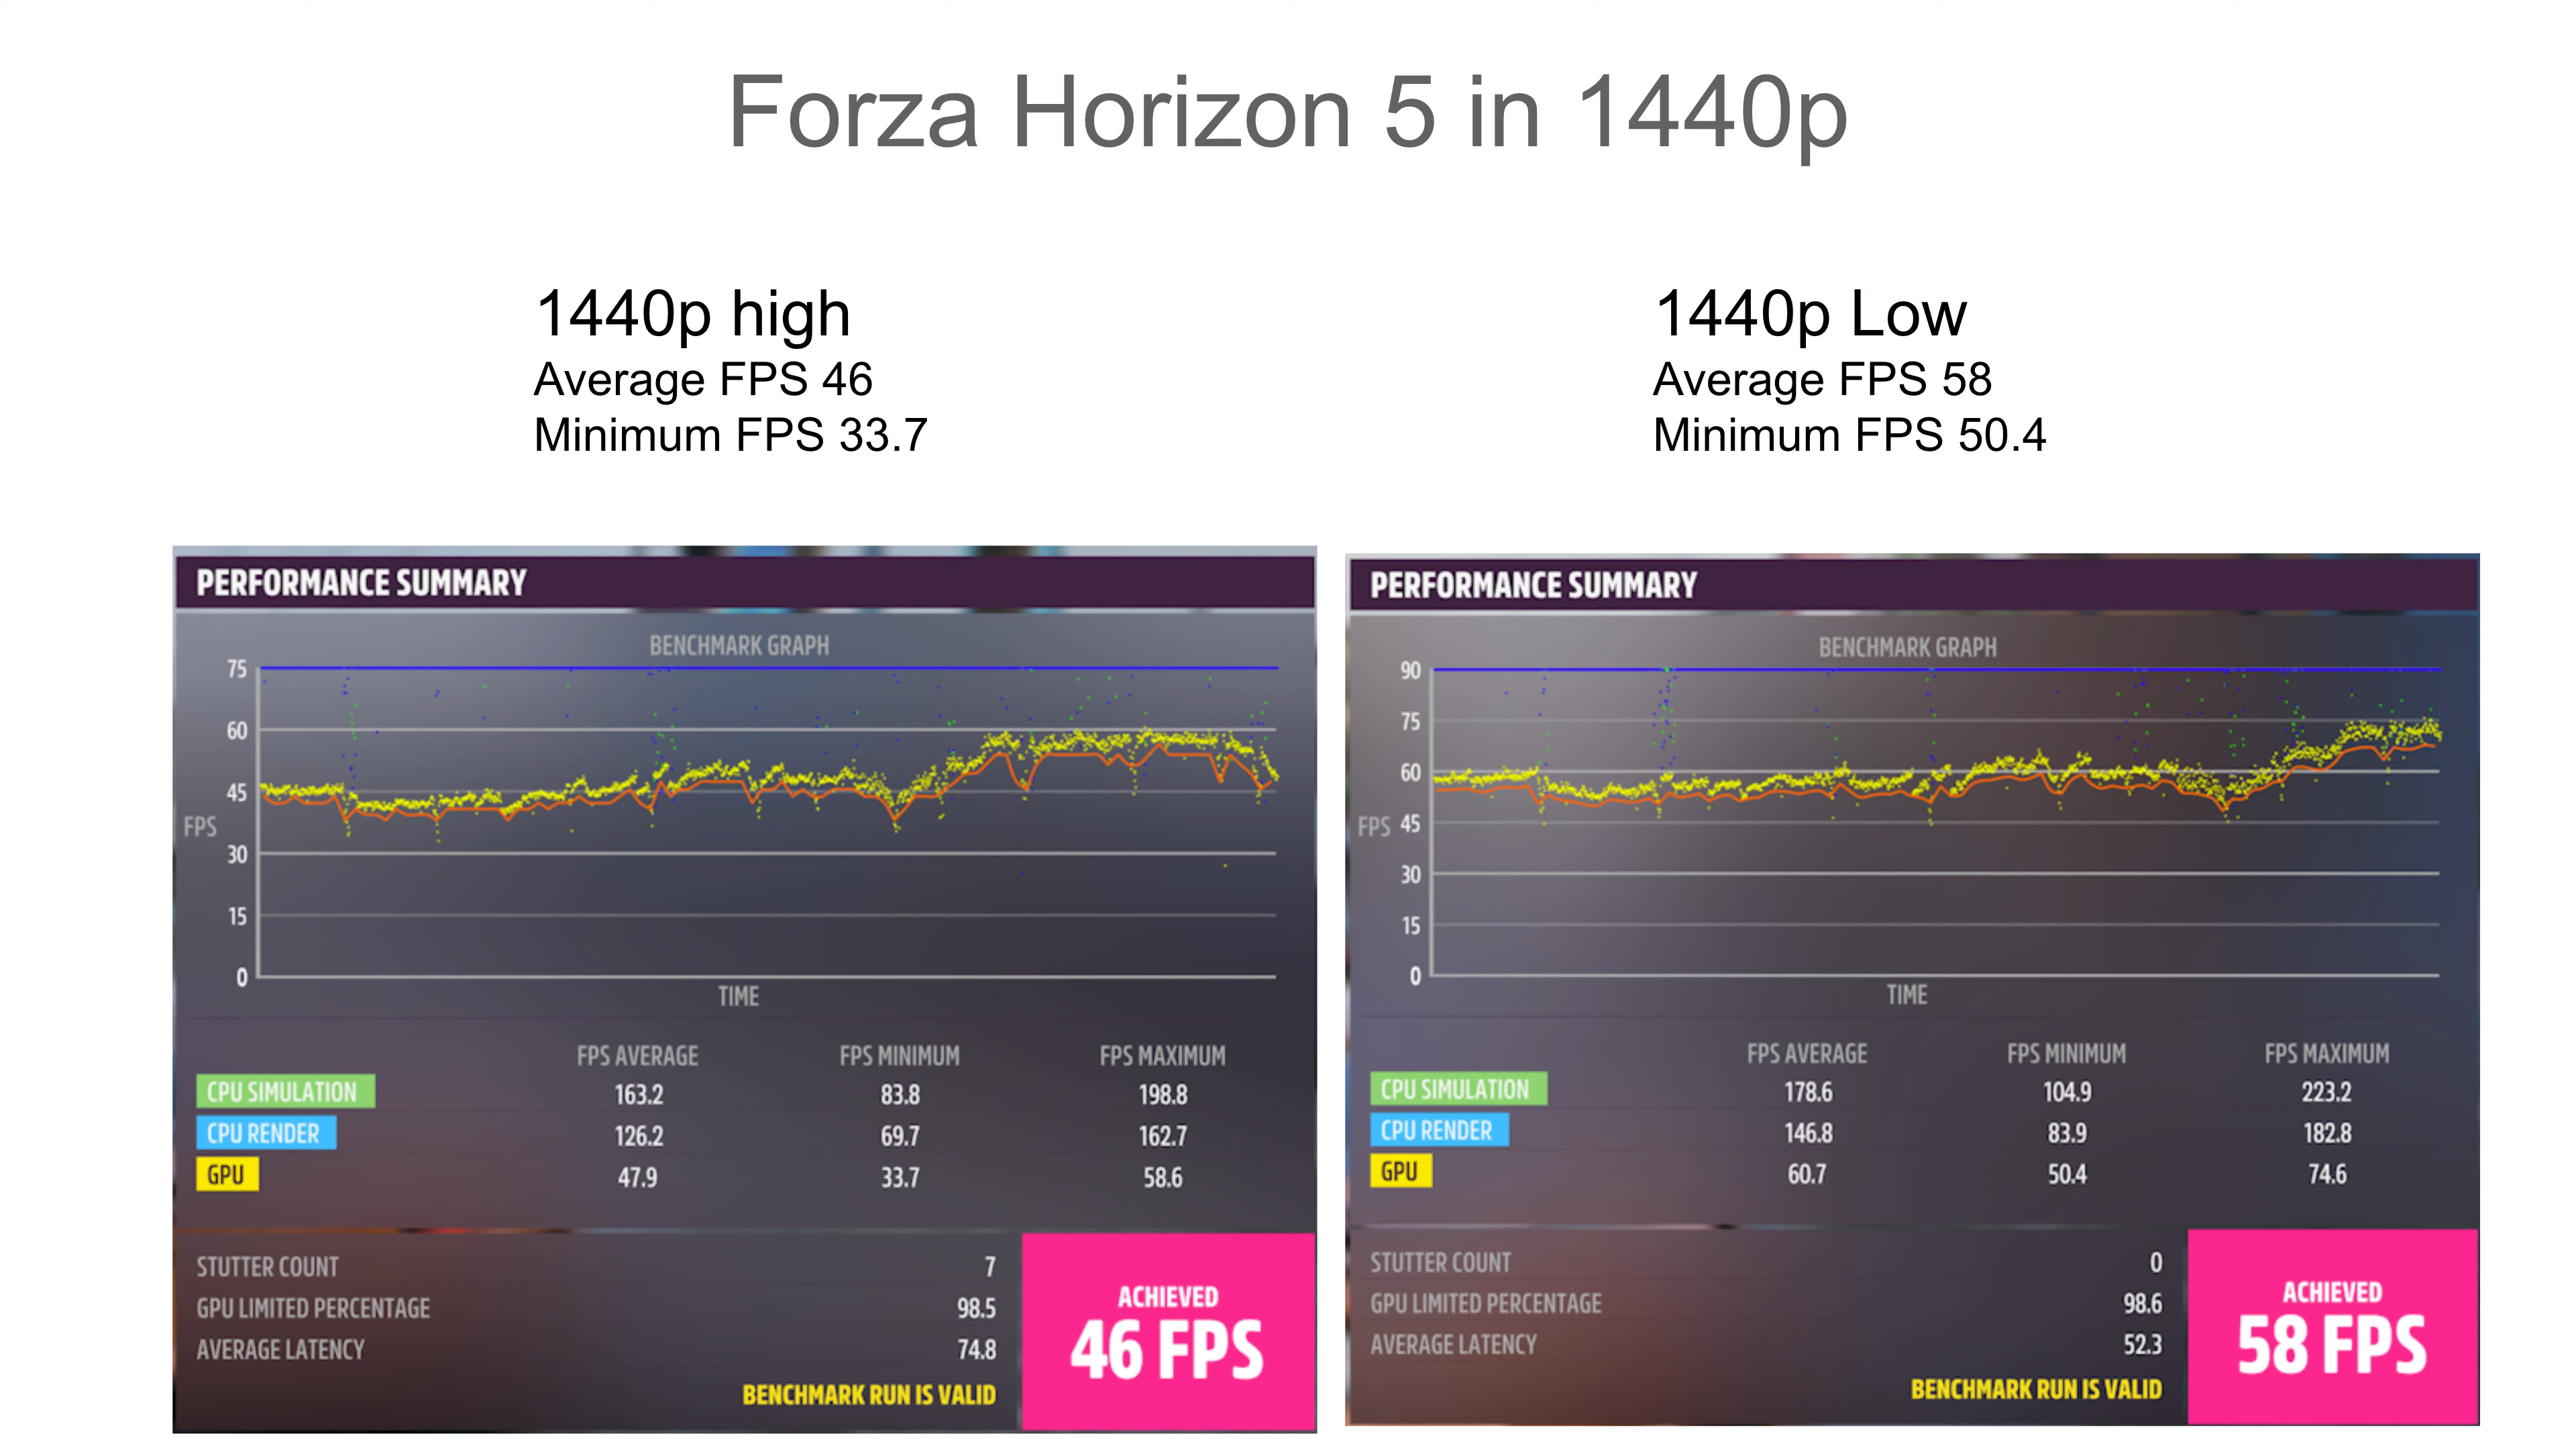 Forza Horizon 5 in 1440p
1440p high
Average FPS 46
Minimum FPS 33.7
1440p Low
Average FPS 58
Minimum FPS 50.4
PERFORMANCE SUMMARY
BENCHMARK GRAPH
75
60
45
FPS
30
15
0
TIME
FPS AVERAGE FPS MINIMUM FPS MAXIMUM
CPU SIMULATION 163.2 83.8 198.8
CPU RENDER 126.2 69.7 162.7
GPU 47.9 33.7 58.6
STUTTER COUNT 7
GPU LIMITED PERCENTAGE 98.5
AVERAGE LATENCY 74.8
BENCHMARK RUN IS VALID
ACHIEVED
46 FPS
PERFORMANCE SUMMARY
BENCHMARK GRAPH
90
75
60
FPS 45
30
15
0
TIME
FPS AVERAGE FPS MINIMUM FPS MAXIMUM
CPU SIMULATION 178.6 104.9 223.2
CPU RENDER 146.8 83.9 182.8
GPU 60.7 50.4 74.6
STUTTER COUNT 0
GPU LIMITED PERCENTAGE 98.6
AVERAGE LATENCY 52.3
BENCHMARK RUN IS VALID
ACHIEVED
58 FPS